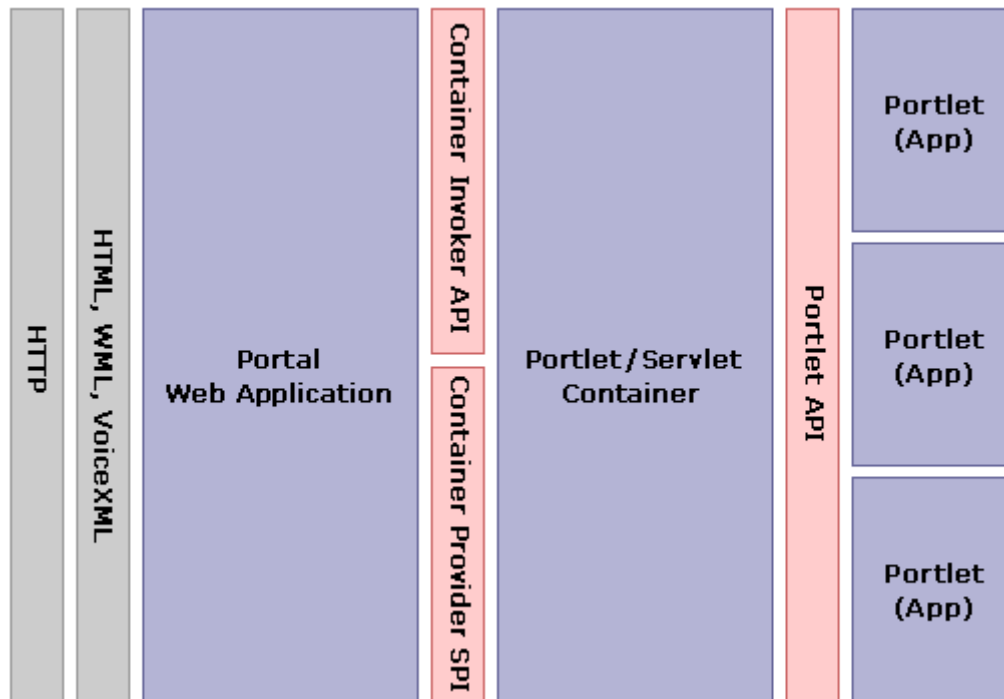 HTTP
HTML, WML, VoiceXML
Portal
Web Application
Container Invoker API
Container Provider SPI
Portlet/Servlet
Container
Portlet API
Portlet
(App)
Portlet
(App)
Portlet
(App)